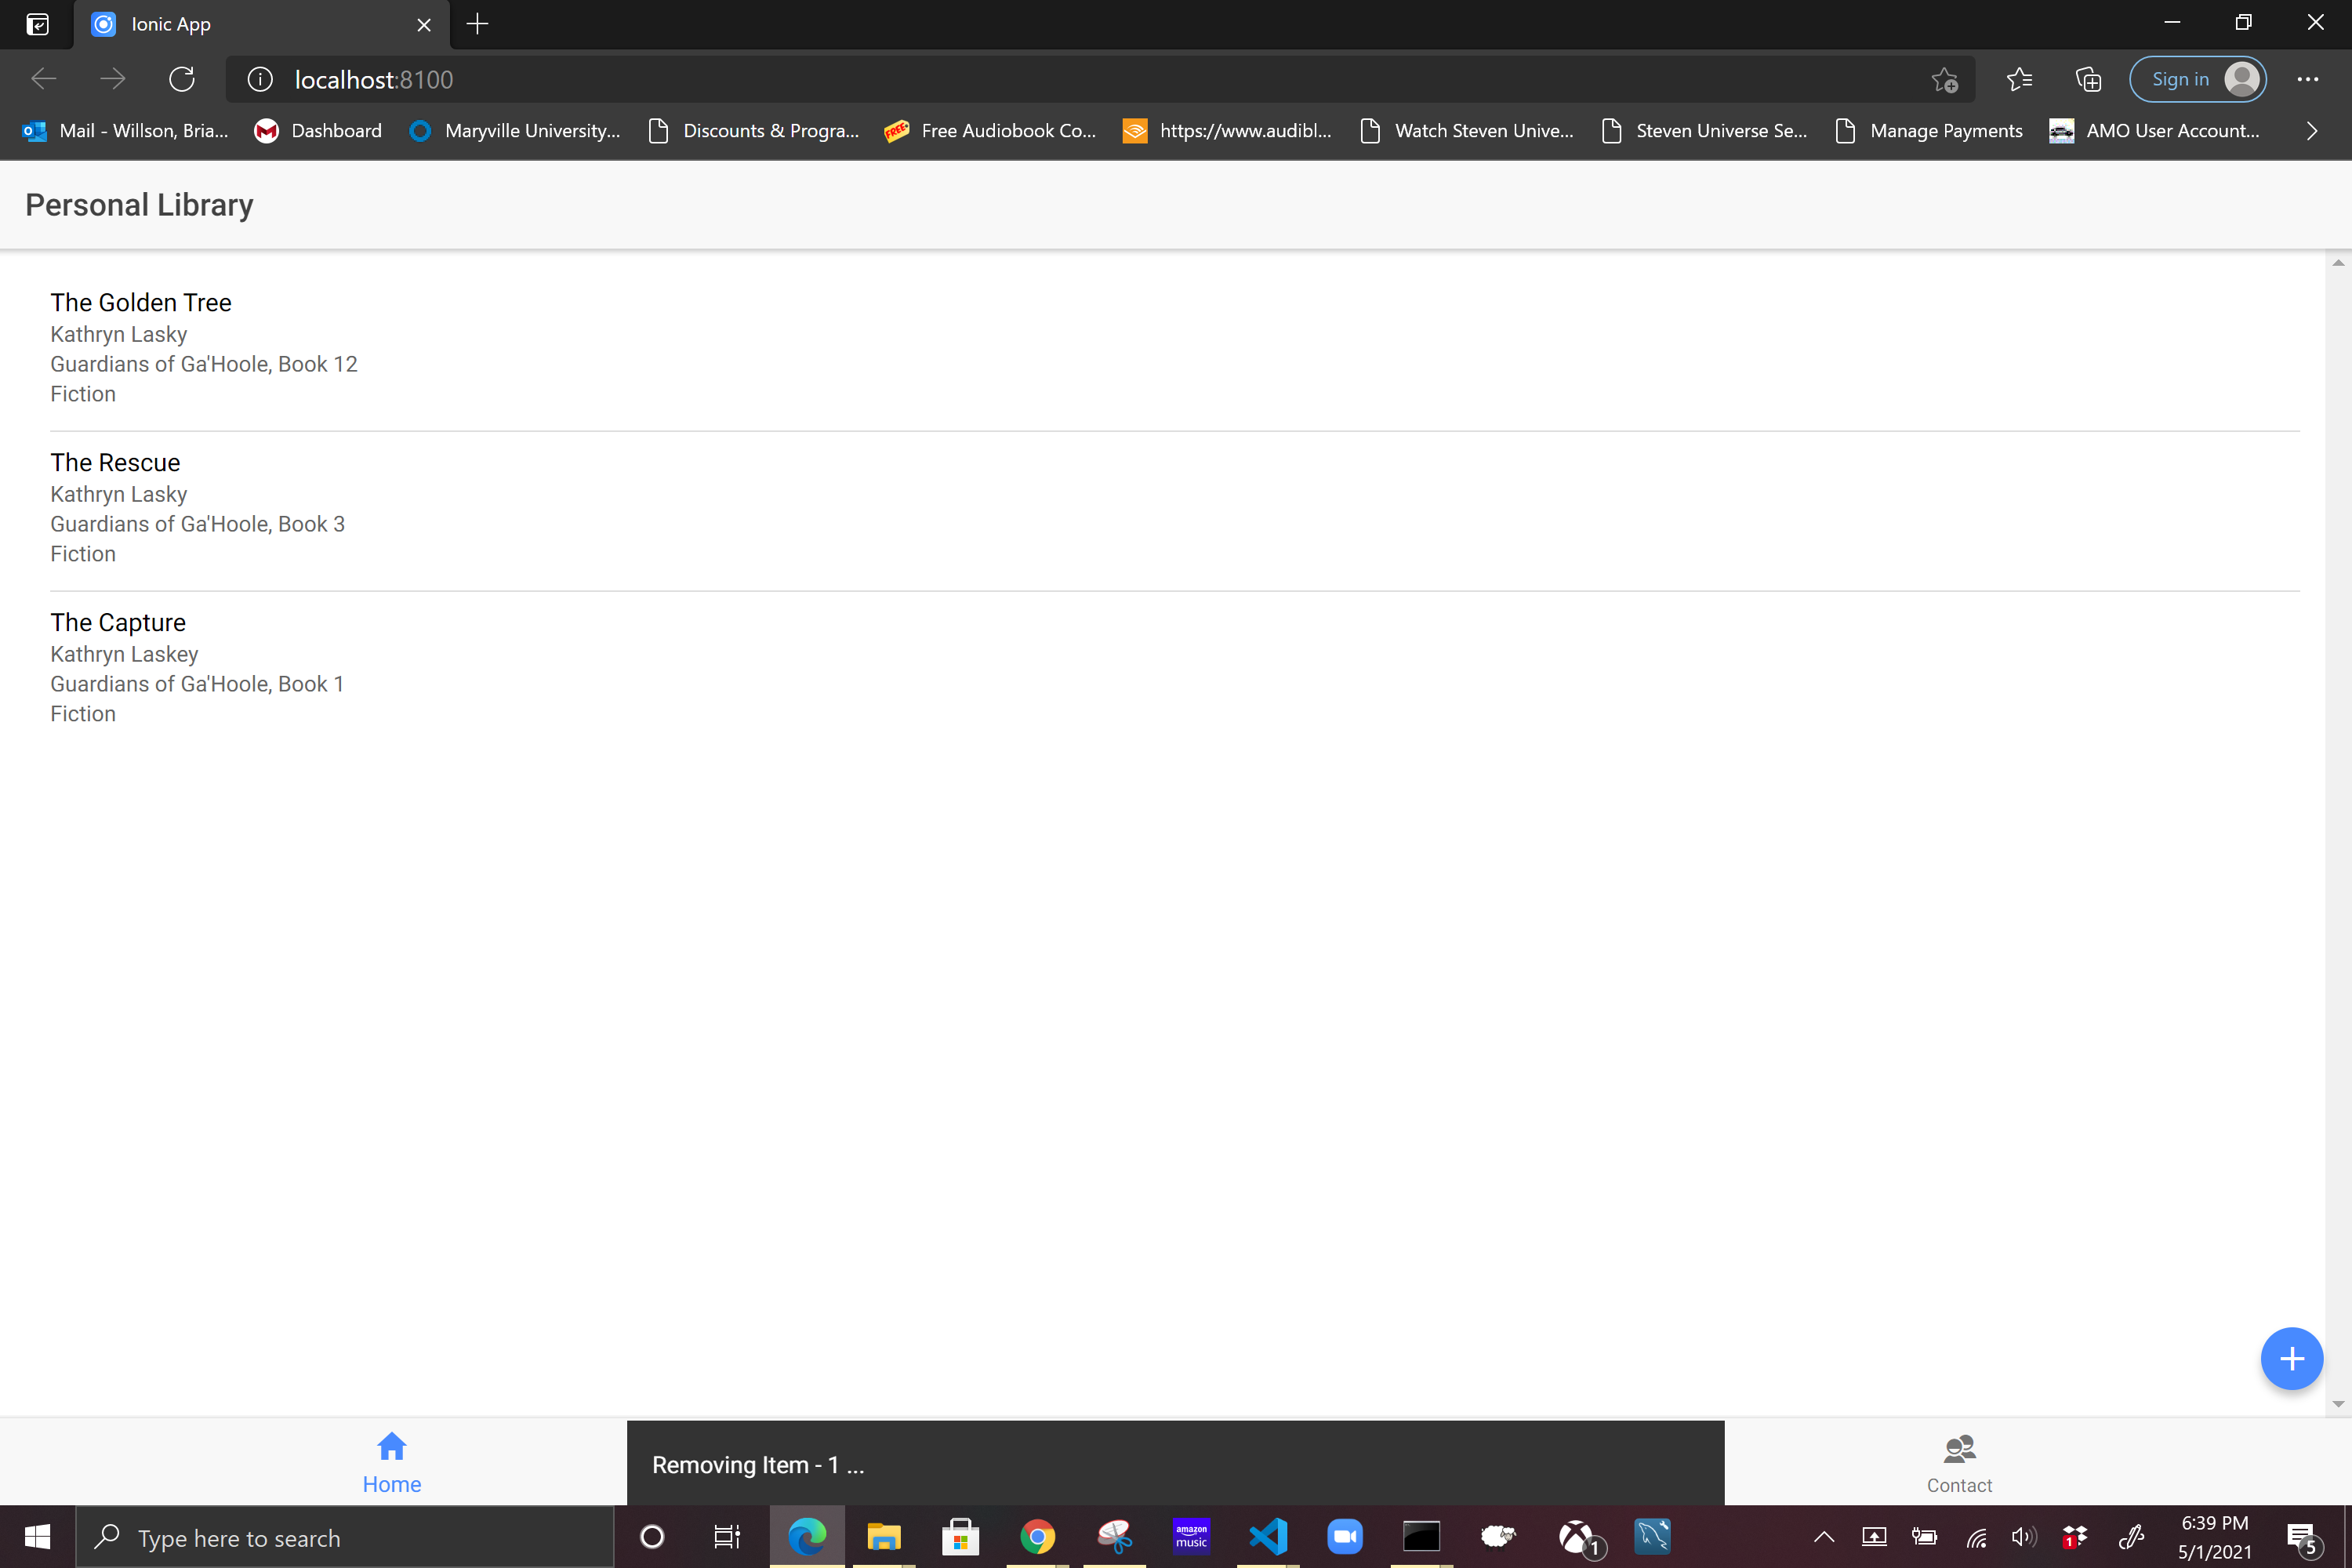 Ionic App
localhost:8100
Sign in
Mail - Willson, Bria...
Dashboard
Maryville University...
Discounts & Progra...
FREE
Free Audiobook Co...
https://www.audibl...
Watch Steven Unive...
Steven Universe Se...
Manage Payments
AMO User Account...
Personal Library
The Golden Tree
Kathryn Lasky
Guardians of Ga'Hoole, Book 12
Fiction
The Rescue
Kathryn Lasky
Guardians of Ga'Hoole, Book 3
Fiction
The Capture
Kathryn Laskey
Guardians of Ga'Hoole, Book 1
Fiction
Home
Removing Item - 1 ...
Contact
Type here to search
amazon
music
1
1
6:39 PM
5/1/2021
5